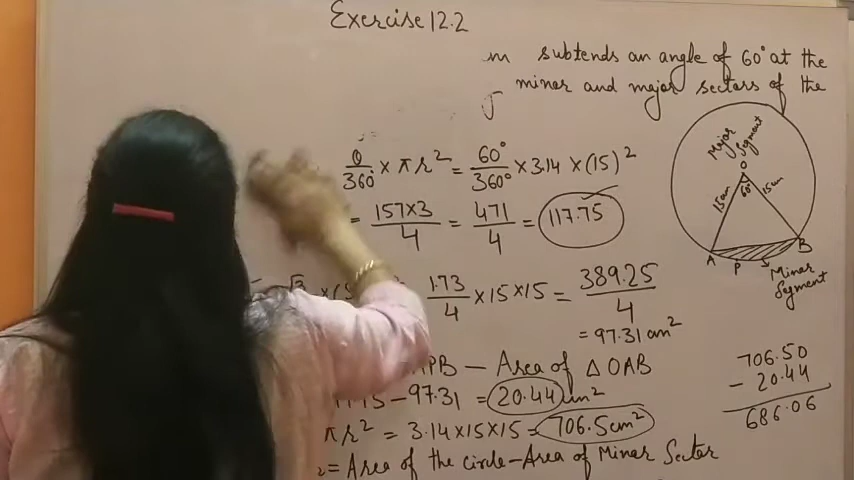 Exercise 12.2
m subtends an angle of 60° at the
minor and major sectors of the
θ/360° × πr² = 60°/360° × 3.14 × (15)²
= 157×3/4 = 471/4 = 117.75
√3 1.73/4 × 15 × 15 = 389.25/4
= 97.31 cm²
APB — Area of △ OAB
− 97.31 = 20.44 cm²
πr² = 3.14×15×15 = 706.5cm²
= Area of the circle – Area of Minor Sector
Major Segment
O
60°
15cm
15cm
A
B
P
Minor Segment
706.50
− 20.44
686.06